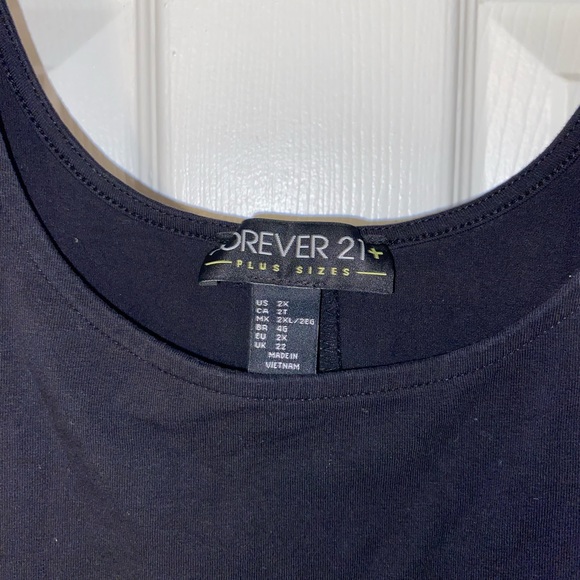 OREVER 21+
PLUS SIZES
US 2X
CA 2T
MX 2XL/2EG
BR 46
EU 2X
UK 22
MADE IN
VIETNAM